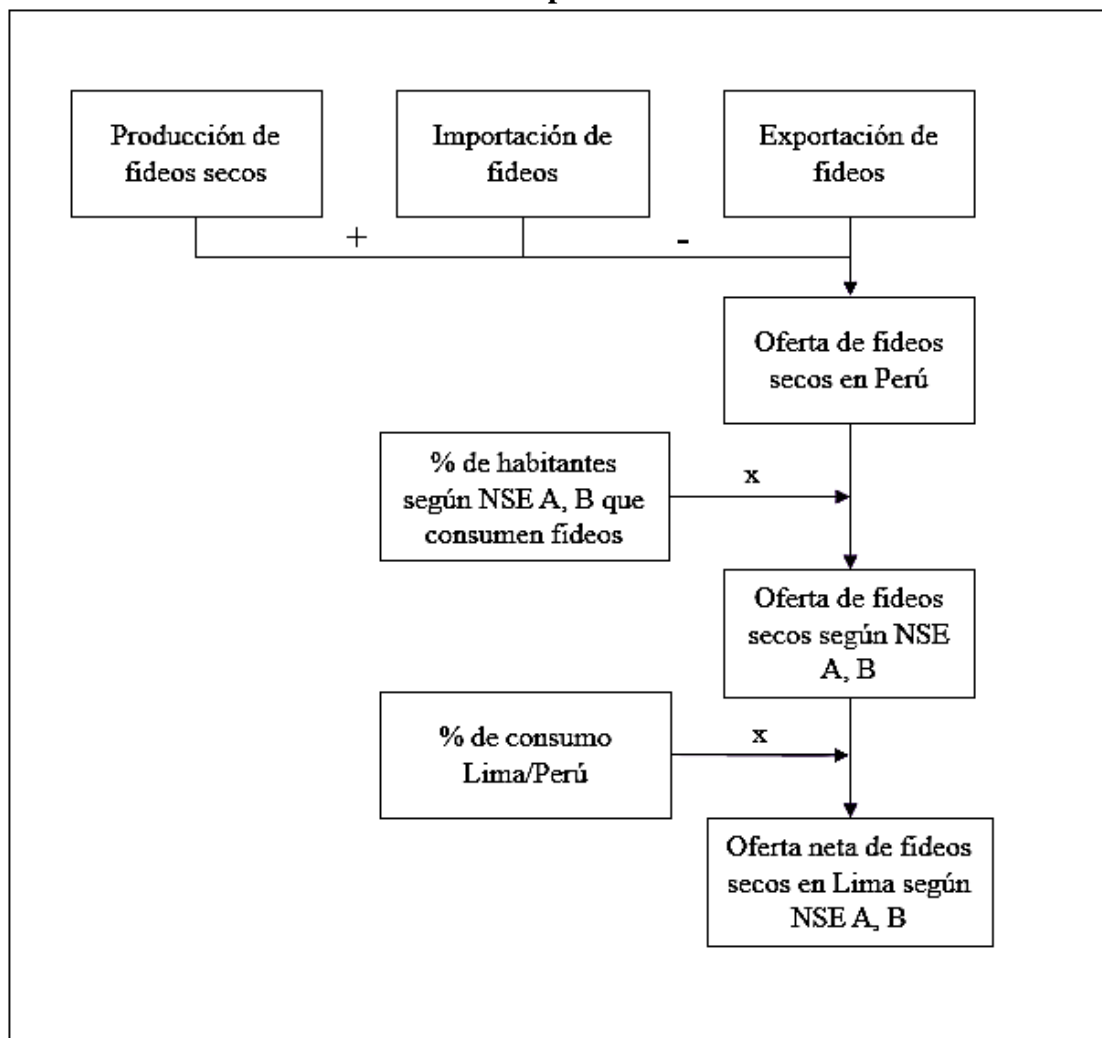 Producción de
fideos secos
Importación de
fideos
Exportación de
fideos
+
-
Oferta de fideos
secos en Perú
% de habitantes
según NSE A, B que
consumen fideos
x
Oferta de fideos
secos según NSE
A, B
% de consumo
Lima/Perú
x
Oferta neta de fideos
secos en Lima según
NSE A, B